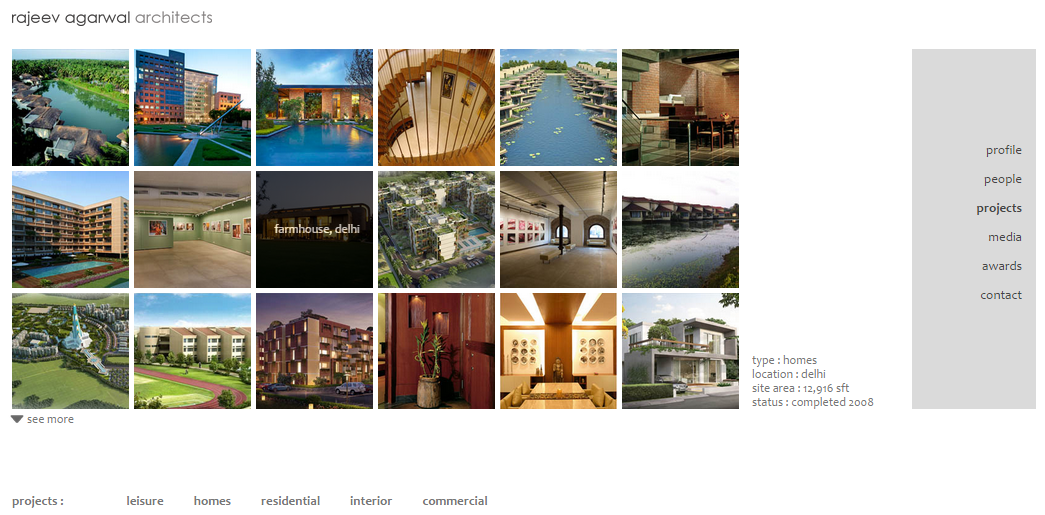 rajeev agarwal architects
farmhouse, delhi
profile
people
projects
media
awards
contact
type : homes
location : delhi
site area : 12,916 sft
status : completed 2008
see more
projects : leisure homes residential interior commercial